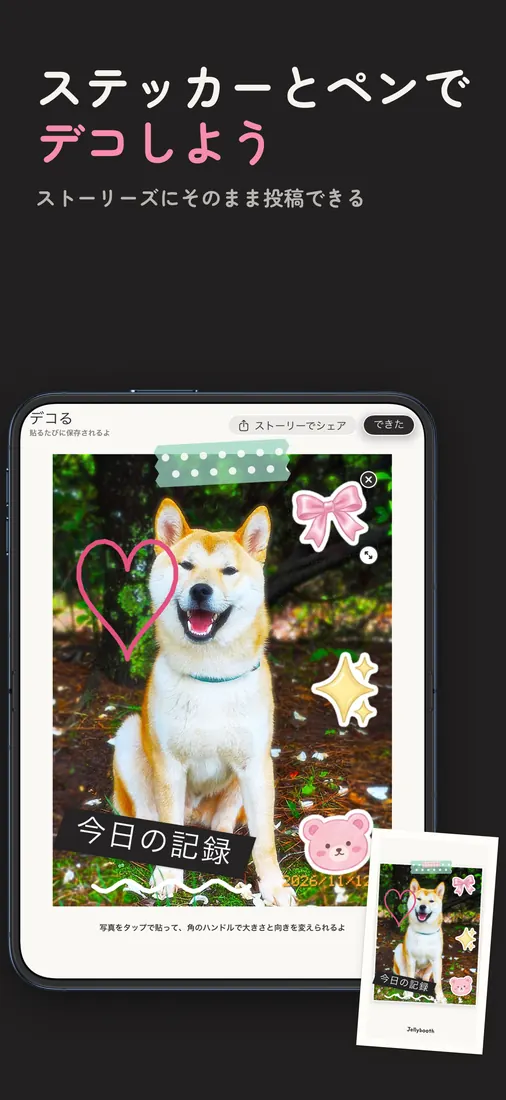 ステッカーとペンで
デコしよう
ストーリーズにそのまま投稿できる
デコる
貼るたびに保存されるよ
ストーリーでシェア
できた
今日の記録
2026/11/12
写真をタップで貼って、角のハンドルで大きさと向きを変えられるよ
今日の記録
Jellybooth